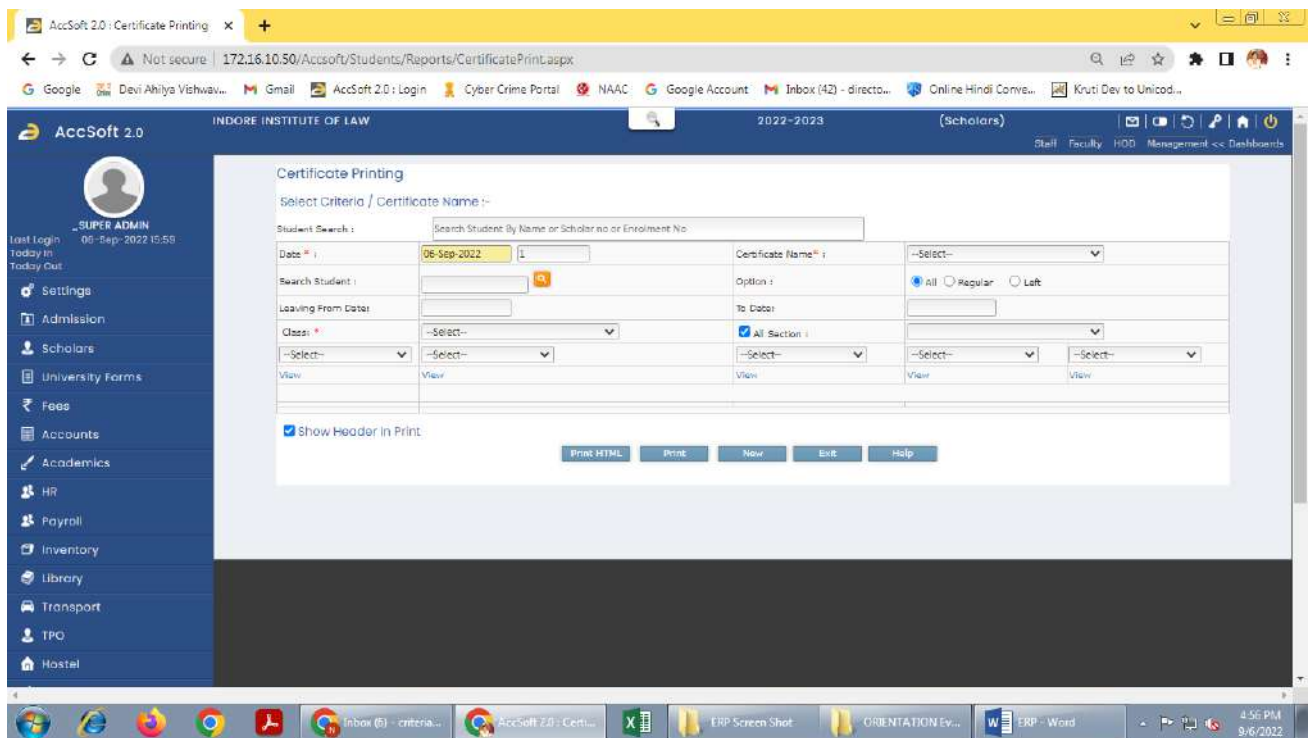 AccSoft 2.0 : Certificate Printing
Not secure 172.16.10.50/Accsoft/Students/Reports/CertificatePrint.aspx
Google Devi Ahilya Vishwav... Gmail AccSoft 2.0 : Login Cyber Crime Portal NAAC Google Account Inbox (42) - directo... Online Hindi Conve... Kruti Dev to Unicod...
AccSoft 2.0 INDORE INSTITUTE OF LAW 2022-2023 (Scholars)
Staff Faculty HOD Management << Dashboards
_SUPER ADMIN
Last Login 06-Sep-2022 15:59
Today In
Today Out
Settings
Admission
Scholars
University Forms
Fees
Accounts
Academics
HR
Payroll
Inventory
Library
Transport
TPO
Hostel
Certificate Printing
Select Criteria / Certificate Name :-
Student Search : Search Student By Name or Scholar no or Enrolment No
Date * : 06-Sep-2022 1 Certificate Name* : --Select--
Search Student : Option : All Regular Left
Leaving From Date: To Date:
Class: * --Select-- All Section :
--Select-- --Select-- --Select-- --Select-- --Select--
View View View View View
Show Header In Print
Print HTML Print New Exit Help
Inbox (6) - criteria... AccSoft 2.0 : Certi... ERP Screen Shot ORIENTATION Ev... ERP - Word 4:56 PM
9/6/2022